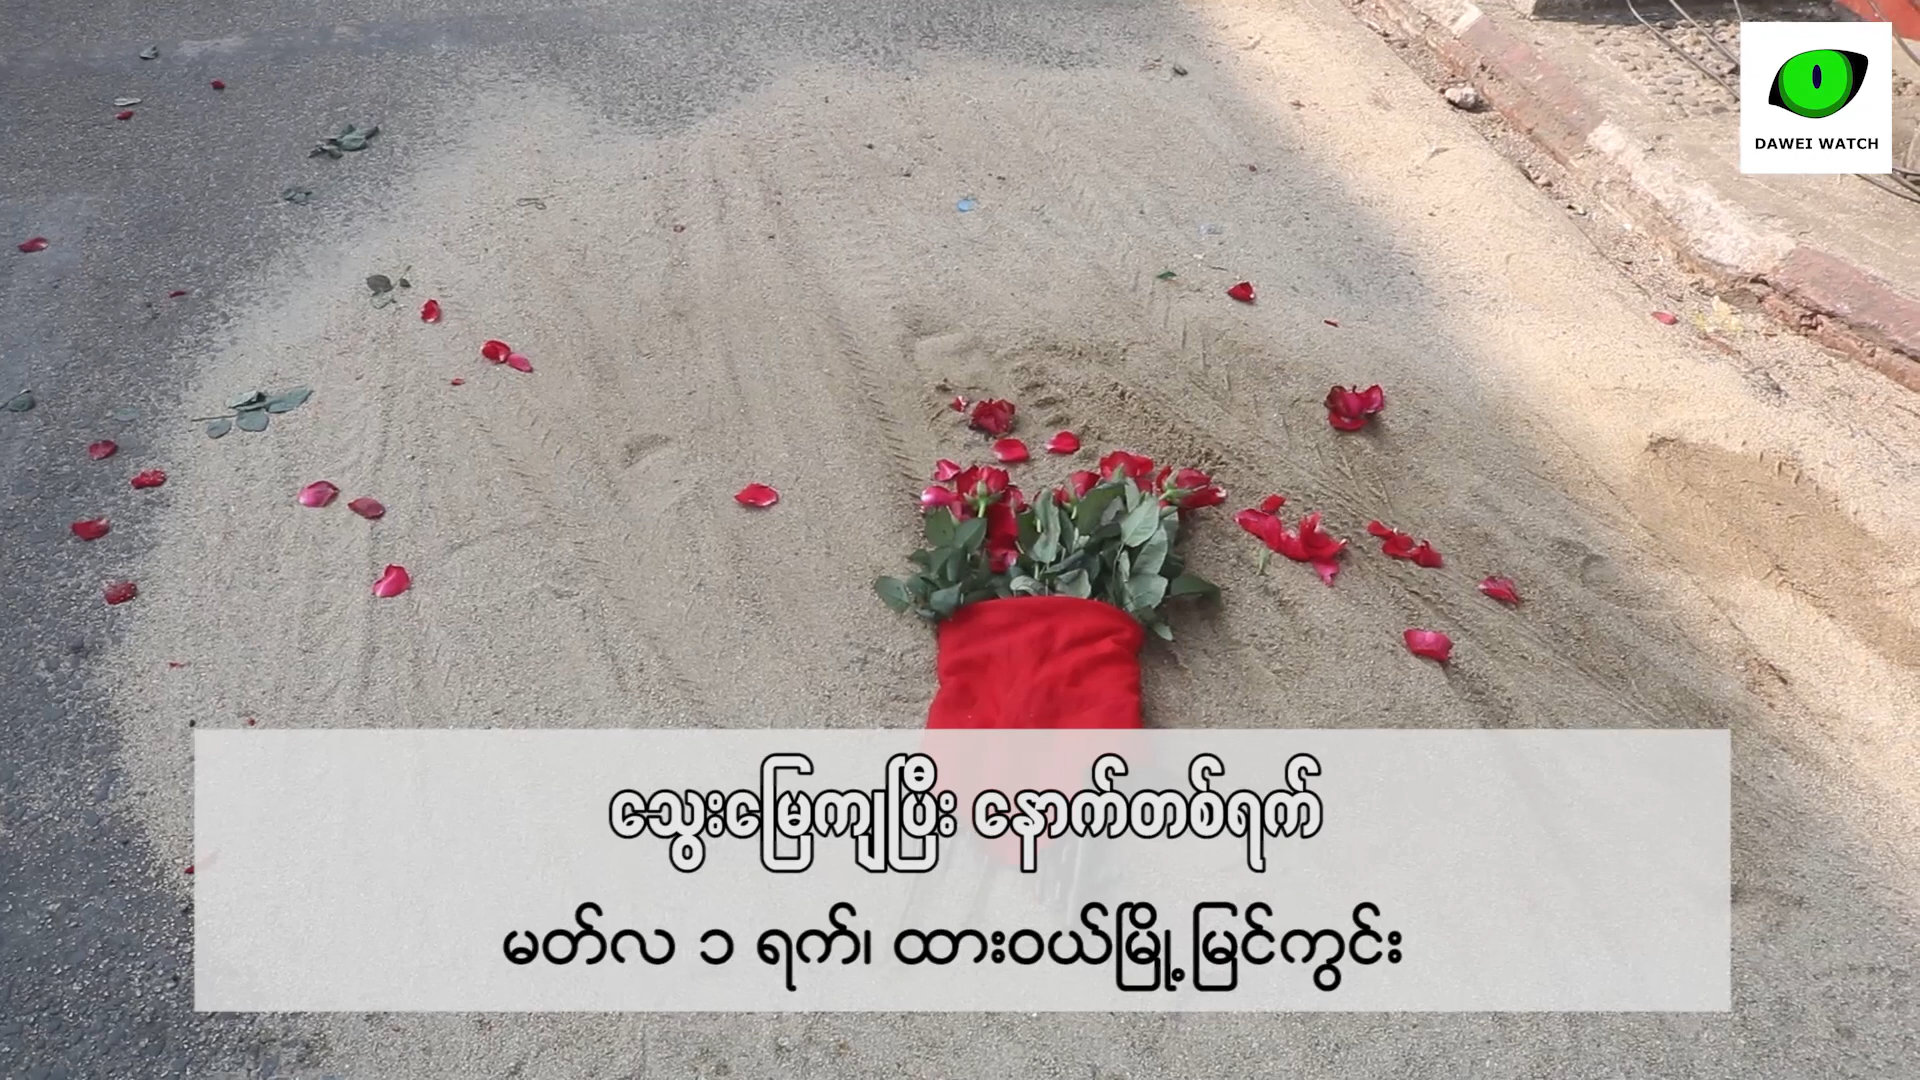 DAWEI WATCH
သွေးမြေကျပြီး နောက်တစ်ရက်
မတ်လ ၁ ရက်၊ ထားဝယ်မြို့မြင်ကွင်း